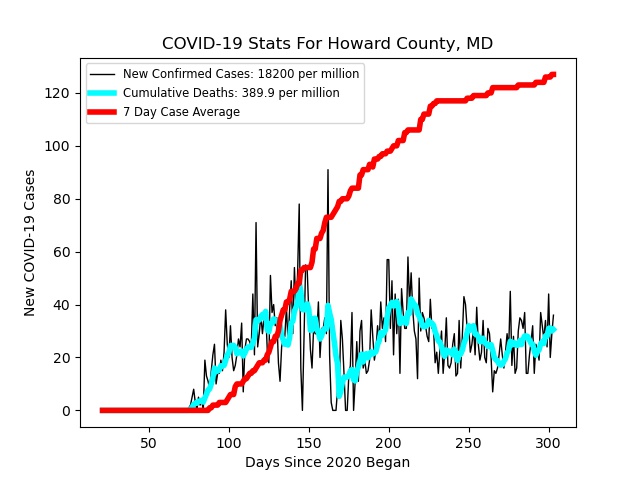 COVID-19 Stats For Howard County, MD
New Confirmed Cases: 18200 per million
Cumulative Deaths: 389.9 per million
7 Day Case Average
New COVID-19 Cases
120
100
80
60
40
20
0
50 100 150 200 250 300
Days Since 2020 Began